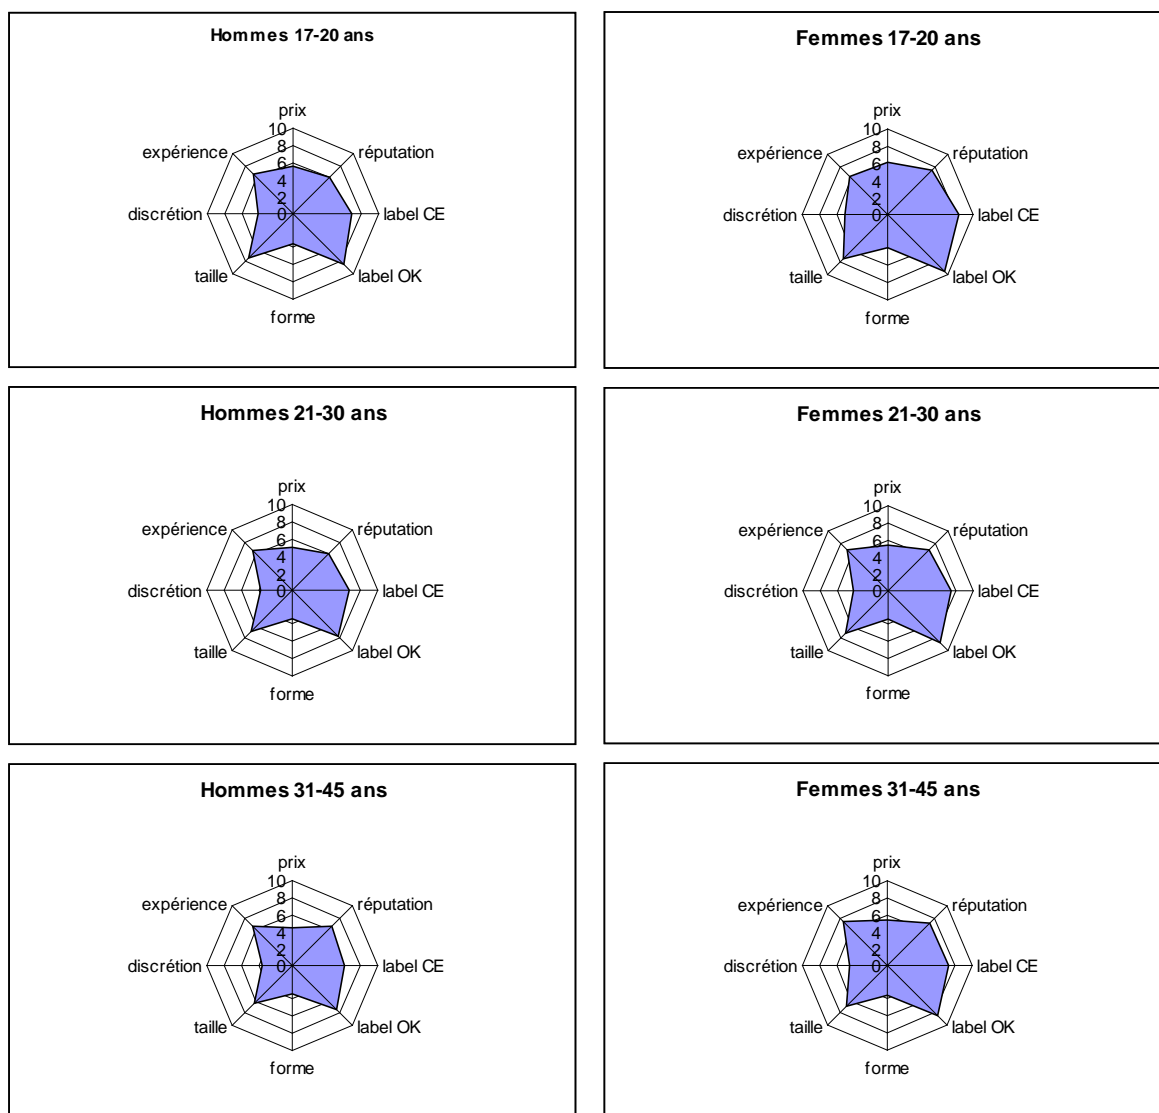 Hommes 17-20 ans
prix
10
8
6
4
2
0
réputation
label CE
label OK
forme
taille
discrétion
expérience
Femmes 17-20 ans
prix
10
8
6
4
2
0
réputation
label CE
label OK
forme
taille
discrétion
expérience
Hommes 21-30 ans
prix
10
8
6
4
2
0
réputation
label CE
label OK
forme
taille
discrétion
expérience
Femmes 21-30 ans
prix
10
8
6
4
2
0
réputation
label CE
label OK
forme
taille
discrétion
expérience
Hommes 31-45 ans
prix
10
8
6
4
2
0
réputation
label CE
label OK
forme
taille
discrétion
expérience
Femmes 31-45 ans
prix
10
8
6
4
2
0
réputation
label CE
label OK
forme
taille
discrétion
expérience